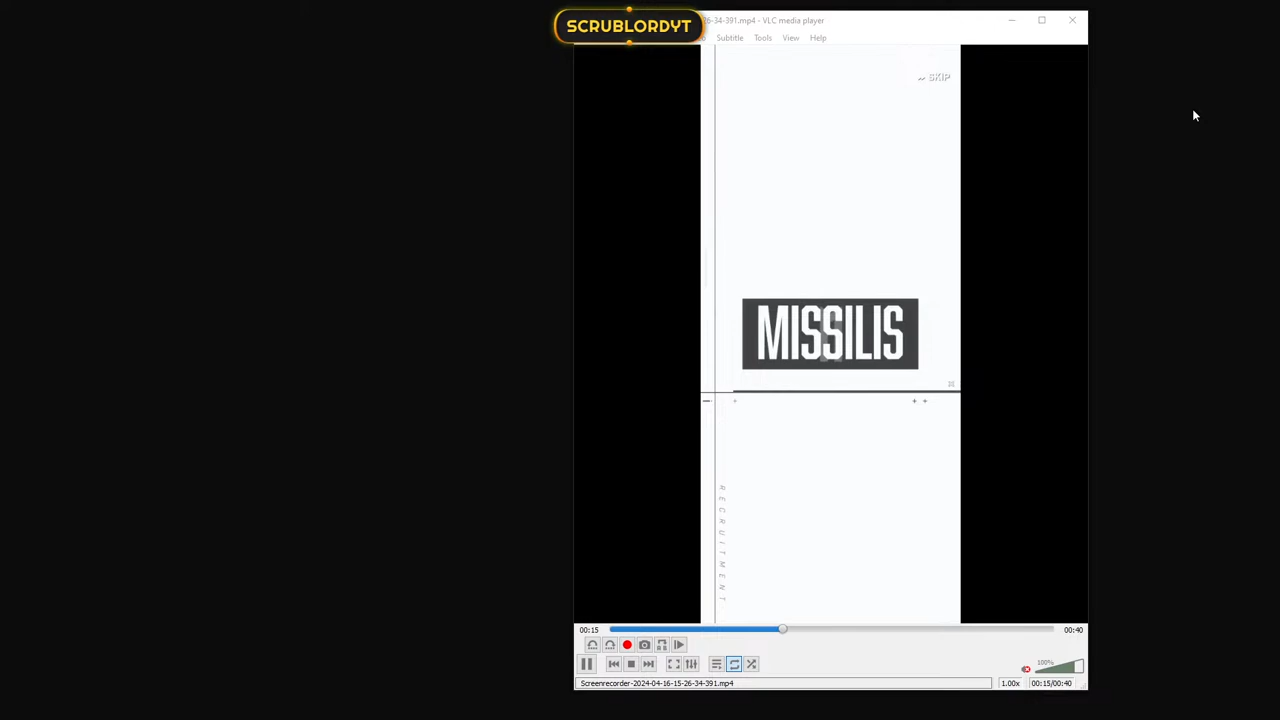 SCRUBLORDYT
26-34-391.mp4 - VLC media player
Subtitle Tools View Help
SKIP
MISSILIS
RECRUITMENT
00:15
00:40
100%
Screenrecorder-2024-04-16-15-26-34-391.mp4
1.00x
00:15/00:40